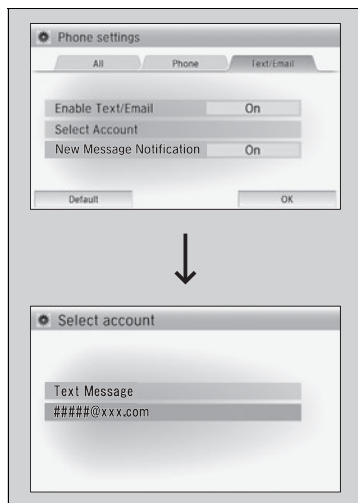 Phone settings
All Phone Text/Email
Enable Text/Email On
Select Account
New Message Notification On
Default OK
Select account
Text Message
#####@xxx.com